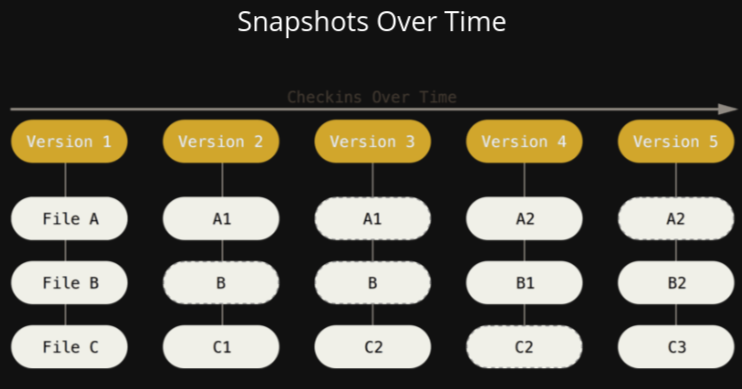 Snapshots Over Time
Checkins Over Time
Version 1 Version 2 Version 3 Version 4 Version 5
File A A1 A1 A2 A2
File B B B B1 B2
File C C1 C2 C2 C3